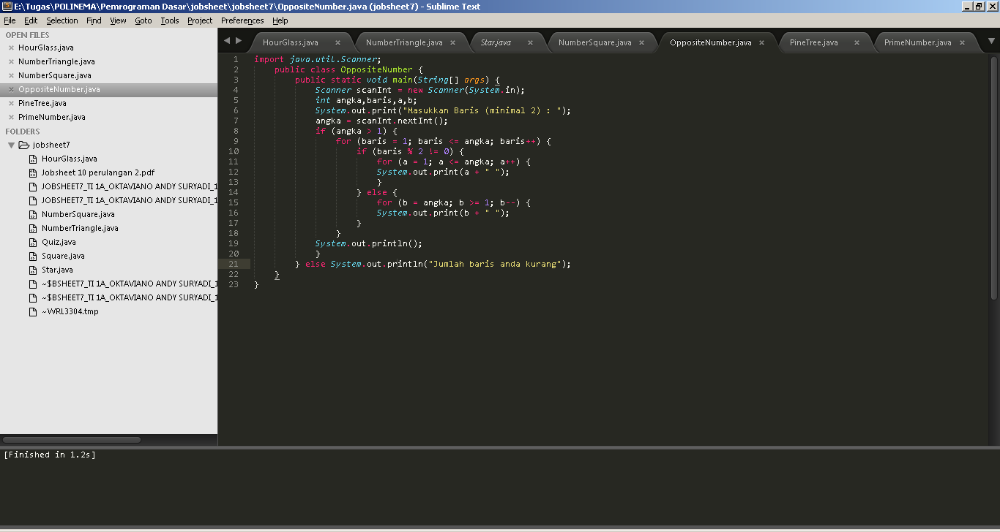 E:\Tugas\POLINEMA\Pemrograman Dasar\jobsheet\jobsheet7\OppositeNumber.java (jobsheet7) - Sublime Text
File Edit Selection Find View Goto Tools Project Preferences Help
OPEN FILES
HourGlass.java
NumberTriangle.java
NumberSquare.java
OppositeNumber.java
PineTree.java
PrimeNumber.java
FOLDERS
jobsheet7
HourGlass.java
Jobsheet 10 perulangan 2.pdf
JOBSHEET7_TI 1A_OKTAVIANO ANDY SURYADI_1
JOBSHEET7_TI 1A_OKTAVIANO ANDY SURYADI_1
NumberSquare.java
NumberTriangle.java
Quiz.java
Square.java
Star.java
~$BSHEET7_TI 1A_OKTAVIANO ANDY SURYADI_1
~$BSHEET7_TI 1A_OKTAVIANO ANDY SURYADI_1
~WRL3304.tmp
HourGlass.java NumberTriangle.java Star.java NumberSquare.java OppositeNumber.java PineTree.java PrimeNumber.java
1 import java.util.Scanner;
2 public class OppositeNumber {
3 public static void main(String[] args) {
4 Scanner scanInt = new Scanner(System.in);
5 int angka,baris,a,b;
6 System.out.print("Masukkan Baris (minimal 2) : ");
7 angka = scanInt.nextInt();
8 if (angka > 1) {
9 for (baris = 1; baris <= angka; baris++) {
10 if (baris % 2 != 0) {
11 for (a = 1; a <= angka; a++) {
12 System.out.print(a + " ");
13 }
14 } else {
15 for (b = angka; b >= 1; b--) {
16 System.out.print(b + " ");
17 }
18 }
19 System.out.println();
20 }
21 } else System.out.println("Jumlah baris anda kurang");
22 }
23 }
[Finished in 1.2s]